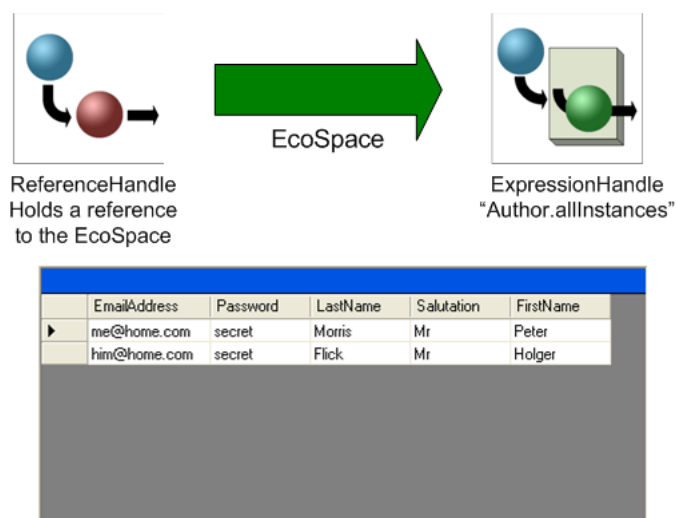 EcoSpace
ReferenceHandle
Holds a reference
to the EcoSpace
ExpressionHandle
“Author.allInstances”
EmailAddress Password LastName Salutation FirstName
me@home.com secret Morris Mr Peter
him@home.com secret Flick Mr Holger